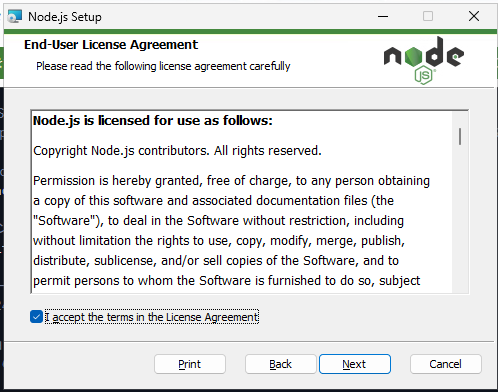 Node.js Setup
End-User License Agreement
Please read the following license agreement carefully
node
JS
Node.js is licensed for use as follows:
Copyright Node.js contributors. All rights reserved.
Permission is hereby granted, free of charge, to any person obtaining
a copy of this software and associated documentation files (the
"Software"), to deal in the Software without restriction, including
without limitation the rights to use, copy, modify, merge, publish,
distribute, sublicense, and/or sell copies of the Software, and to
permit persons to whom the Software is furnished to do so, subject
I accept the terms in the License Agreement
Print
Back
Next
Cancel